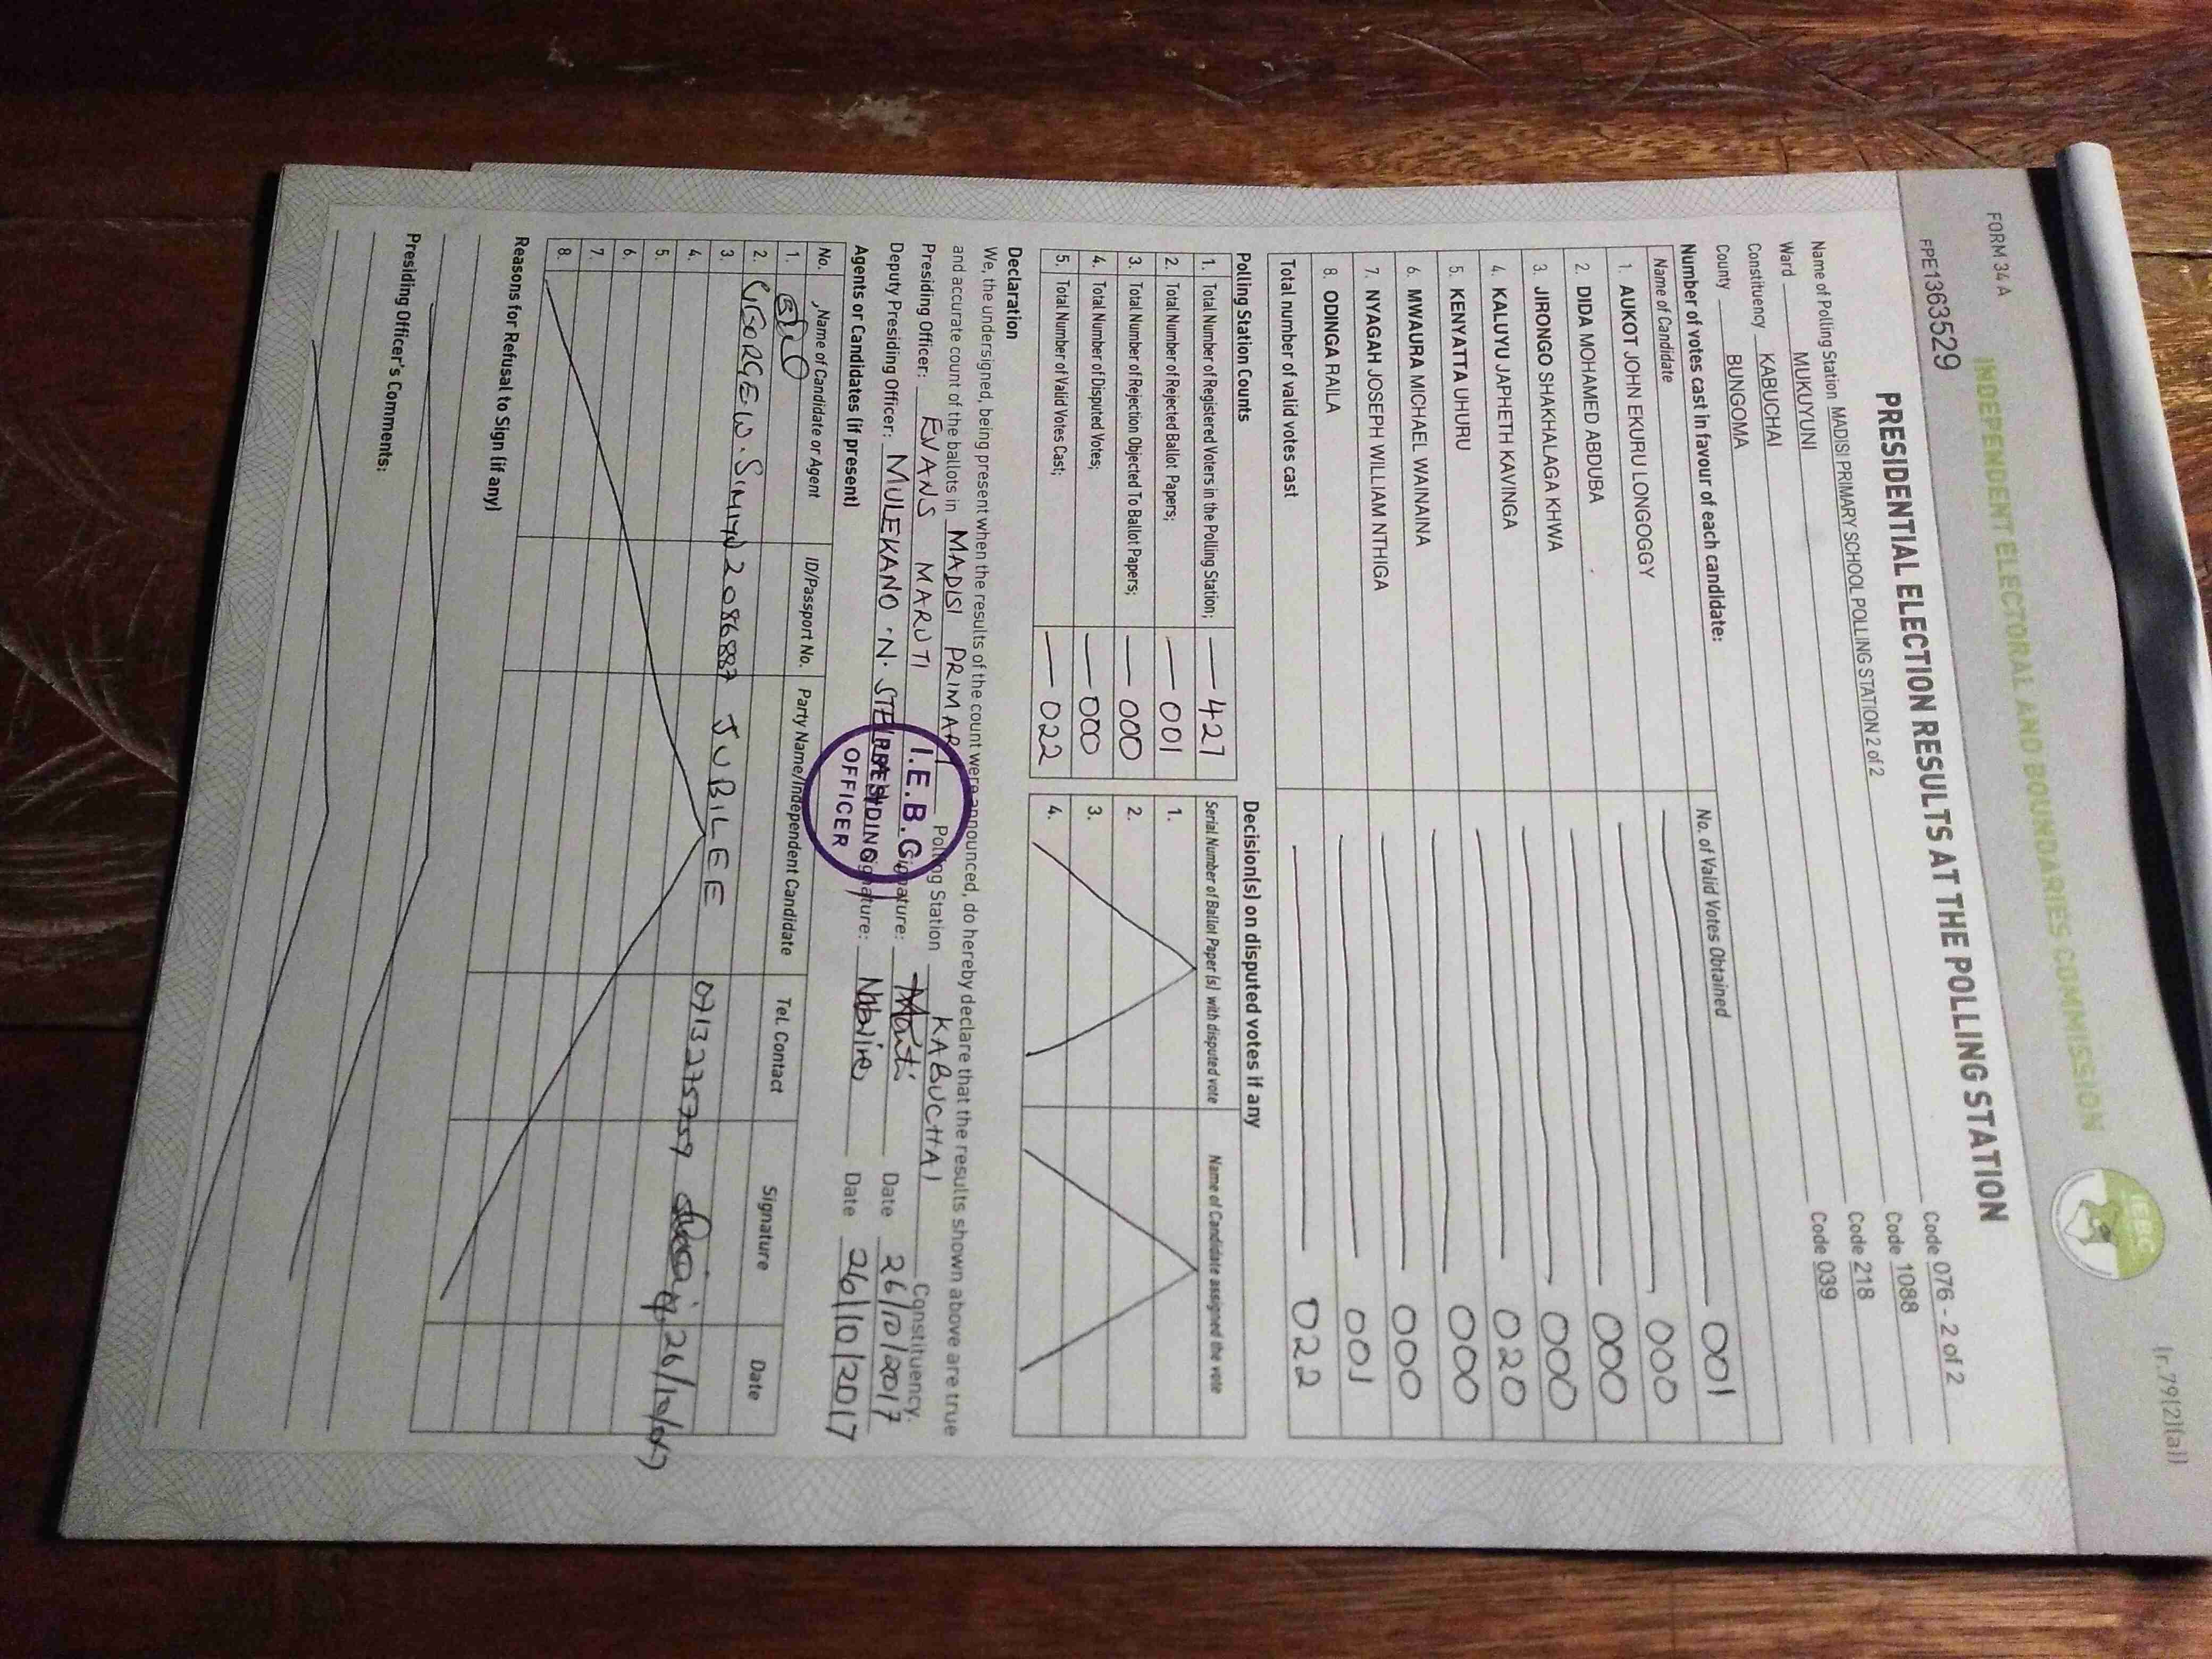 FORM 34 A
(r.79(2)(a))
INDEPENDENT ELECTORAL AND BOUNDARIES COMMISSION
IEBC
FPE1363529
PRESIDENTIAL ELECTION RESULTS AT THE POLLING STATION
Name of Polling Station MADISI PRIMARY SCHOOL POLLING STATION 2 of 2 Code 076 - 2 of 2
Ward MUKUYUNI Code 1088
Constituency KABUCHAI Code 218
County BUNGOMA Code 039
Number of votes cast in favour of each candidate:
Name of Candidate No. of Valid Votes Obtained
1. AUKOT JOHN EKURU LONGOGGY 001
2. DIDA MOHAMED ABDUBA 000
3. JIRONGO SHAKHALAGA KHWA 000
4. KALUYU JAPHETH KAVINGA 000
5. KENYATTA UHURU 020
6. MWAURA MICHAEL WAINAINA 000
7. NYAGAH JOSEPH WILLIAM NTHIGA 000
8. ODINGA RAILA 001
Total number of valid votes cast 022
Polling Station Counts
1. Total Number of Registered Voters in the Polling Station; 427
2. Total Number of Rejected Ballot Papers; 001
3. Total Number of Rejection Objected To Ballot Papers; 000
4. Total Number of Disputed Votes; 000
5. Total Number of Valid Votes Cast; 022
Decision(s) on disputed votes if any
Serial Number of Ballot Paper (s) with disputed vote Name of Candidate assigned the vote
1.
2.
3.
4.
Declaration
We, the undersigned, being present when the results of the count were announced, do hereby declare that the results shown above are true
and accurate count of the ballots in MADISI PRIMARY Polling Station KABUCHAI Constituency.
Presiding Officer: EVANS MARUTI Signature: Date 26/10/2017
Deputy Presiding Officer: MULEKANO .N. Signature: Date 26/10/2017
I.E.B.C
PRESIDING
OFFICER
Agents or Candidates (if present)
No. Name of Candidate or Agent ID/Passport No. Party Name/Independent Candidate Tel. Contact Signature Date
1.
2. GEORGE W. SIMIYU JUBILEE 0713275759 26/10/017
3.
4.
5.
6.
7.
8.
Reasons for Refusal to Sign (if any)
Presiding Officer's Comments: